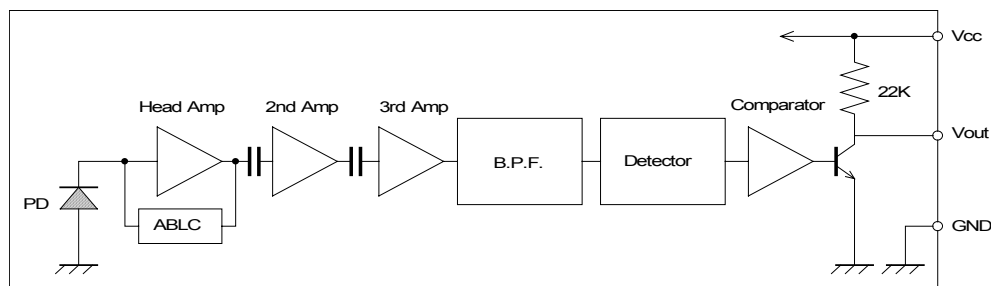 Vcc
22K
Head Amp
2nd Amp
3rd Amp
Comparator
Vout
B.P.F.
Detector
PD
ABLC
GND